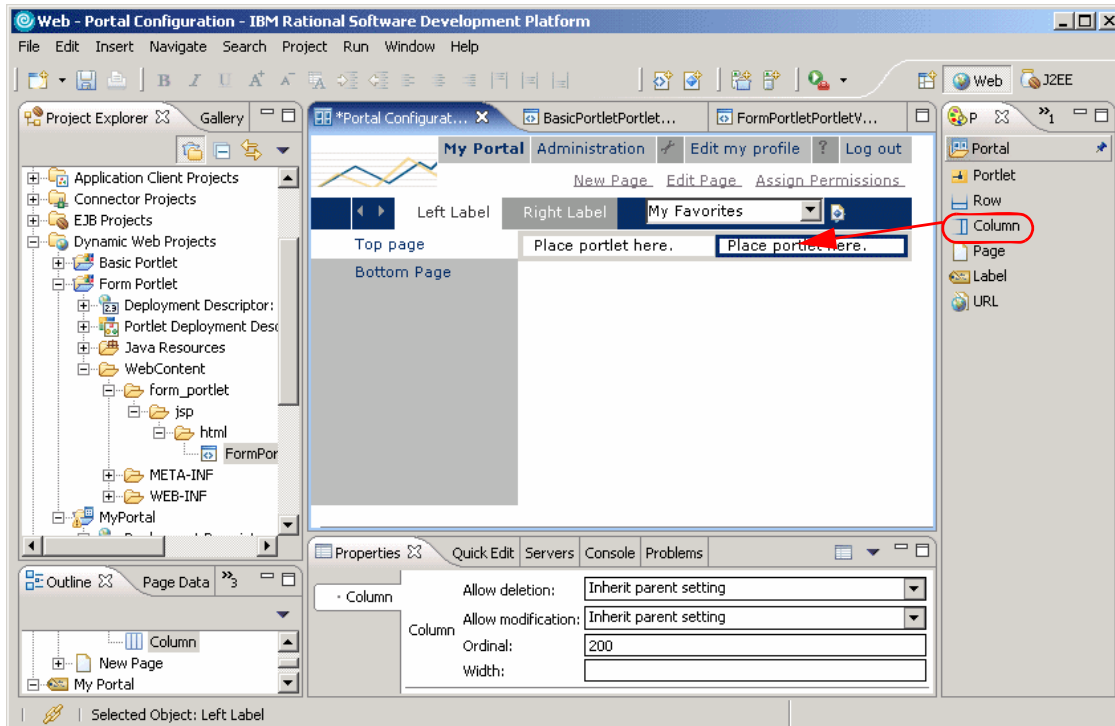 Web - Portal Configuration - IBM Rational Software Development Platform
File Edit Insert Navigate Search Project Run Window Help
B I U A A Web J2EE
Project Explorer Gallery
Application Client Projects
Connector Projects
EJB Projects
Dynamic Web Projects
Basic Portlet
Form Portlet
Deployment Descriptor:
Portlet Deployment Desc
Java Resources
WebContent
form_portlet
jsp
html
FormPor
META-INF
WEB-INF
MyPortal
Outline Page Data »3
Column
New Page
My Portal
*Portal Configurat... BasicPortletPortlet... FormPortletPortletV...
My Portal Administration Edit my profile ? Log out
New Page Edit Page Assign Permissions
Left Label Right Label My Favorites
Top page Place portlet here. Place portlet here.
Bottom Page
Properties Quick Edit Servers Console Problems
Column
Column
Allow deletion: Inherit parent setting
Allow modification: Inherit parent setting
Ordinal: 200
Width:
P »1
Portal
Portlet
Row
Column
Page
Label
URL
Selected Object: Left Label